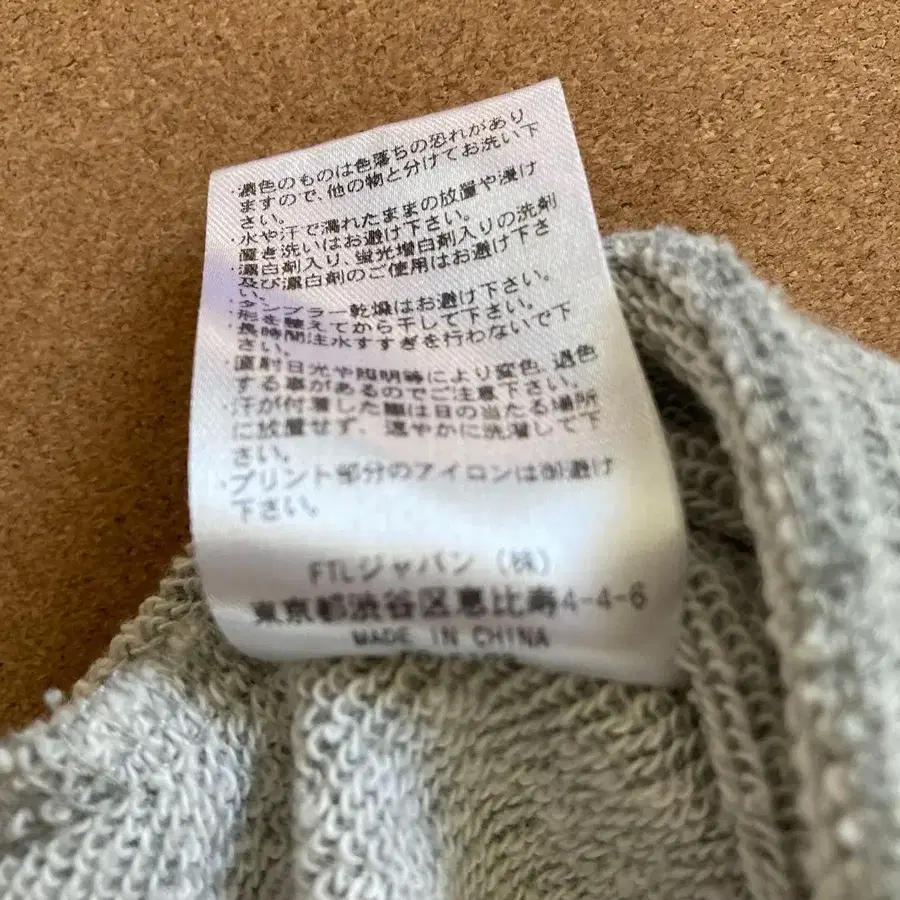 ・濃色のものは色落ちの恐れがあり
ますので、他の物と分けてお洗い下
さい。
・水や汗で濡れたままの放置や浸け
置き洗いはお避け下さい。
・漂白剤入り、蛍光増白剤入りの洗剤
及び漂白剤のご使用はお避け下さ
い。
・タンブラー乾燥はお避け下さい。
・形を整えてから干して下さい。
・長時間注水すすぎを行わないで下
さい。
・直射日光や照明等により変色、退色
する事があるのでご注意下さい。
・汗が付着した際は日の当たる場所
に放置せず、速やかに洗濯して下
さい。
・プリント部分のアイロンは御避け
下さい。
FTLジャパン（株）
東京都渋谷区恵比寿4-4-6
MADE IN CHINA